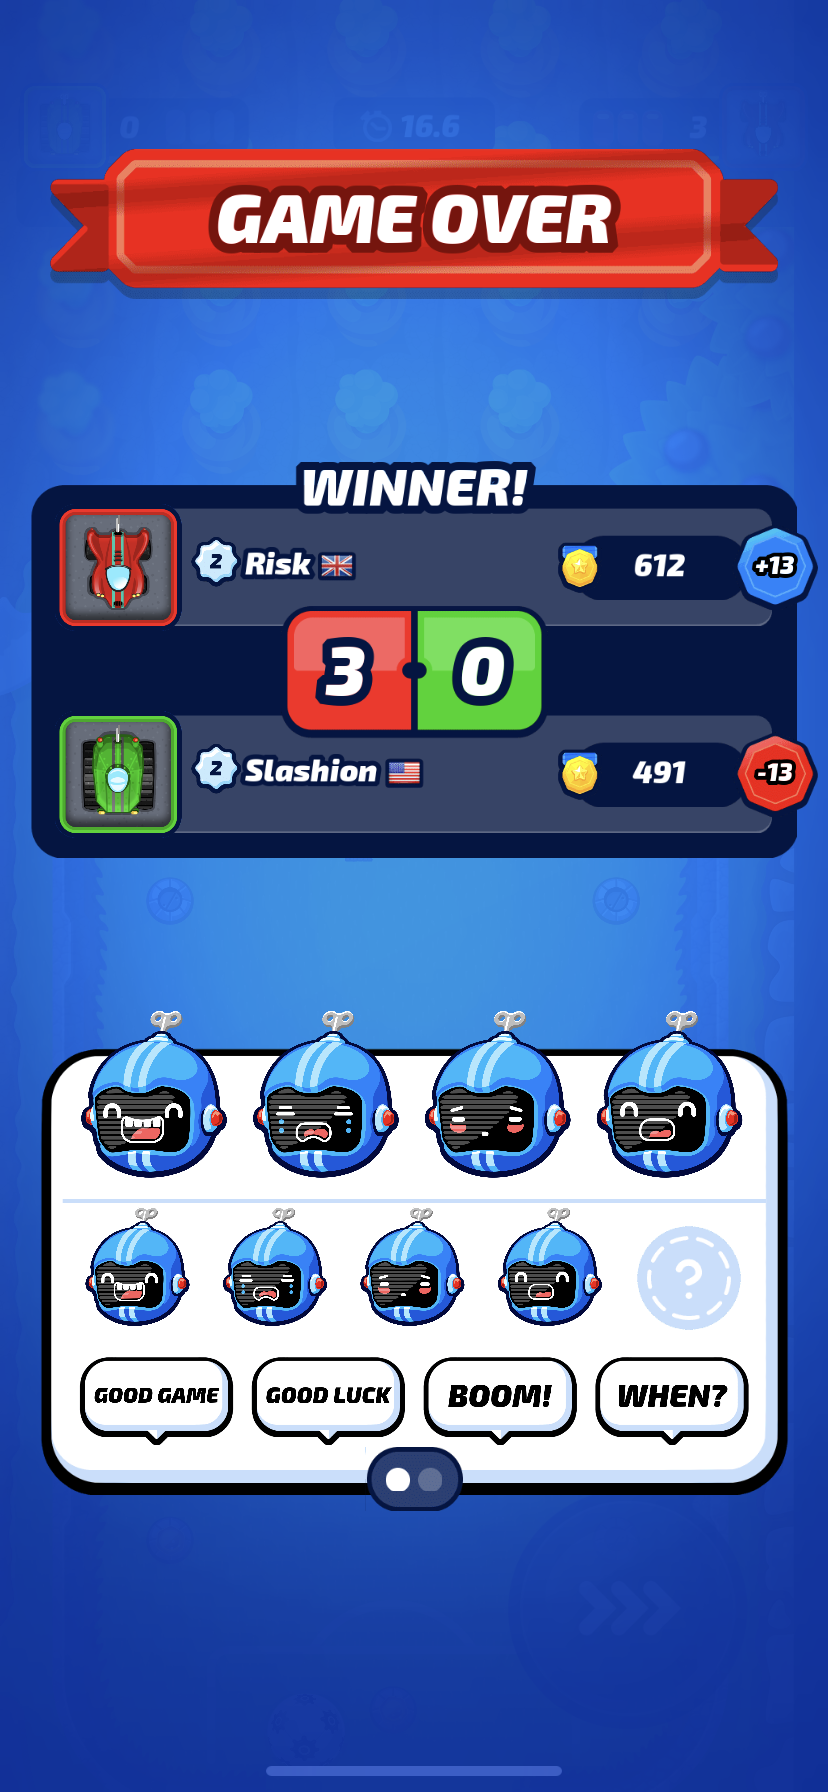 0 16.6 3
GAME OVER
WINNER!
2 Risk 612 +13
3 0
2 Slashion 491 -13
?
GOOD GAME GOOD LUCK BOOM! WHEN?